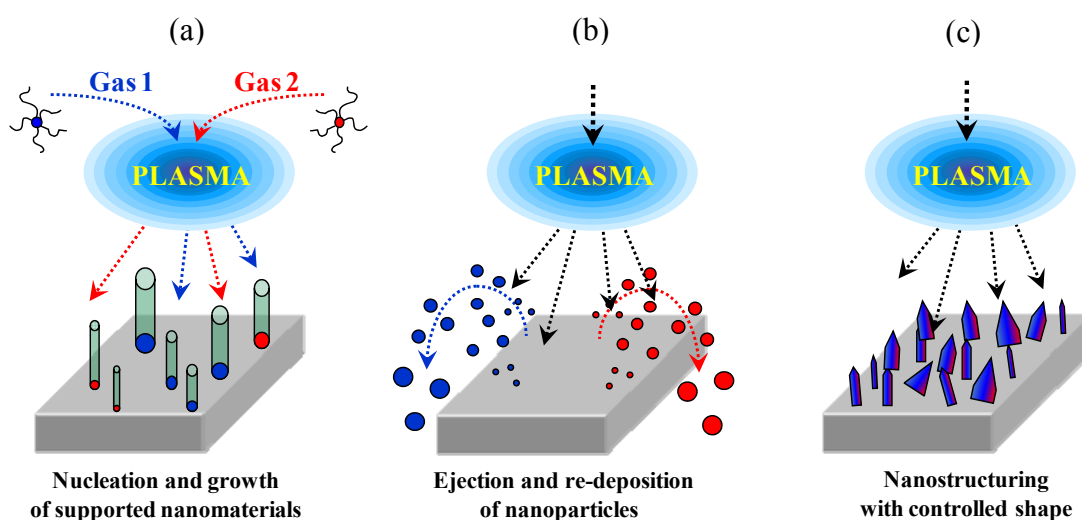 (a)
Gas 1
Gas 2
PLASMA
Nucleation and growth
of supported nanomaterials
(b)
PLASMA
Ejection and re-deposition
of nanoparticles
(c)
PLASMA
Nanostructuring
with controlled shape